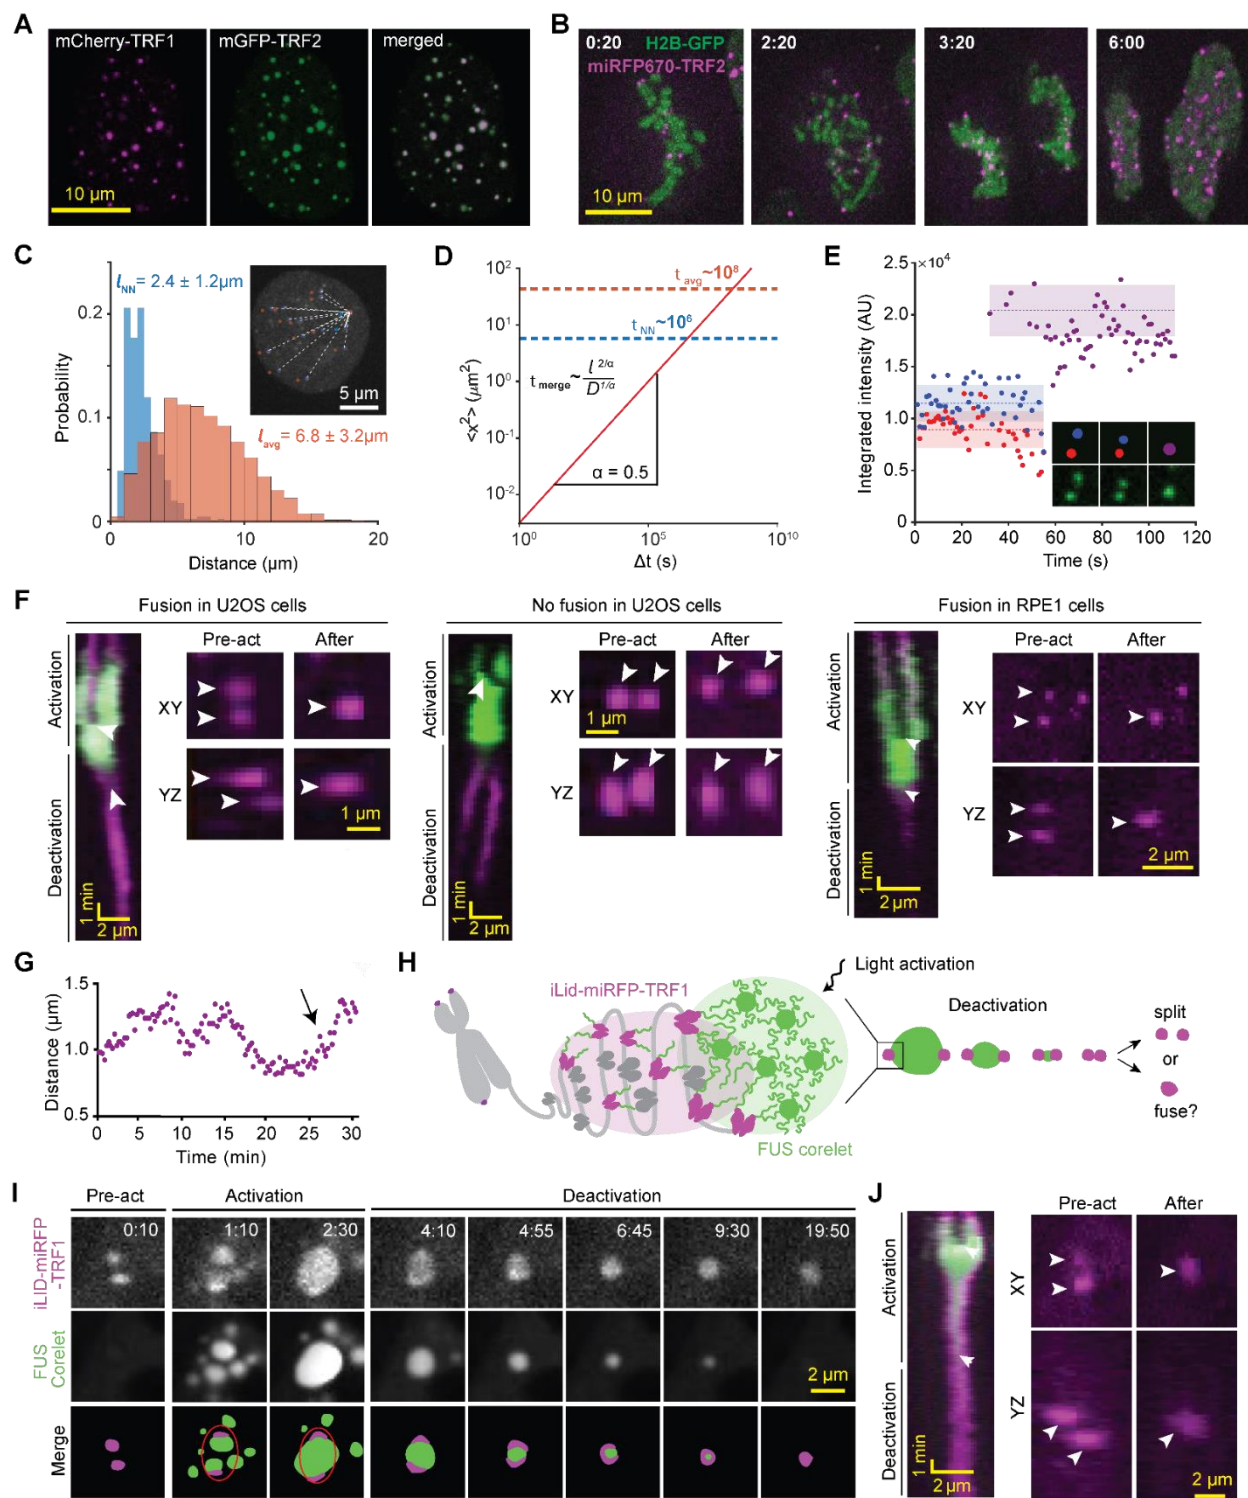 A
mCherry-TRF1
mGFP-TRF2
merged
10 µm
B
0:20
H2B-GFP
miRFP670-TRF2
2:20
3:20
6:00
10 µm
C
lNN= 2.4 ± 1.2µm
0.2
0.1
0
Probability
5 µm
lavg= 6.8 ± 3.2µm
0
10
20
Distance (µm)
D
10²
10¹
10⁰
10⁻¹
10⁻²
<x²> (µm²)
tavg~10⁸
tNN~10⁶
tmerge~ l^2/α / D^1/α
α = 0.5
10⁰
10⁵
10¹⁰
Δt (s)
E
2.5
×10⁴
2.0
1.5
1.0
0.5
0
Integrated intensity (AU)
0
20
40
60
80
100
120
Time (s)
F
Fusion in U2OS cells
Activation
Deactivation
Pre-act
After
XY
YZ
1 µm
1 min
2 µm
No fusion in U2OS cells
Activation
Deactivation
Pre-act
After
XY
1 µm
YZ
1 min
2 µm
Fusion in RPE1 cells
Activation
Deactivation
Pre-act
After
XY
YZ
2 µm
1 min
2 µm
G
1.5
1.0
0.5
Distance (µm)
0
5
10
15
20
25
30
Time (min)
H
iLid-miRFP-TRF1
Light activation
FUS corelet
Deactivation
split
or
fuse?
I
Pre-act
Activation
Deactivation
iLID-miRFP
-TRF1
0:10
1:10
2:30
4:10
4:55
6:45
9:30
19:50
FUS
Corelet
2 µm
Merge
J
Activation
Deactivation
1 min
2 µm
Pre-act
After
XY
YZ
2 µm